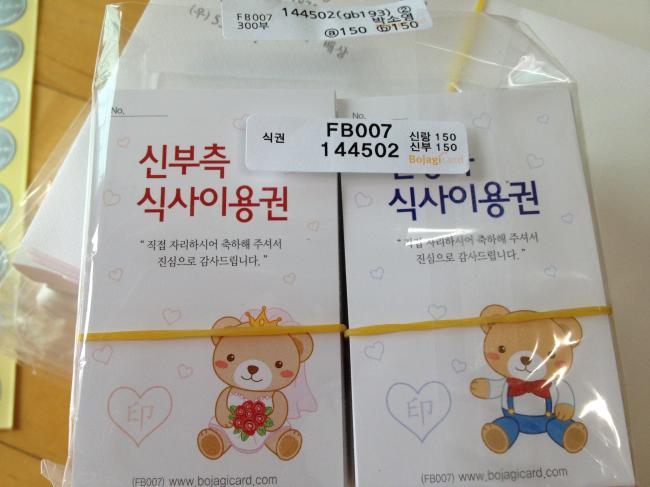 FB007 144502(gb193) ②
300부 박소영
ⓐ150 ⓑ150
식권 FB007 신랑 150
144502 신부 150
Bojagicard
No.
신부측
식사이용권
" 직접 자리하시어 축하해 주셔서
진심으로 감사드립니다. "
印
(FB007) www.bojagicard.com
No.
식사이용권
" 직접 자리하시어 축하해 주셔서
진심으로 감사드립니다. "
印
(FB007) www.bojagicard.com